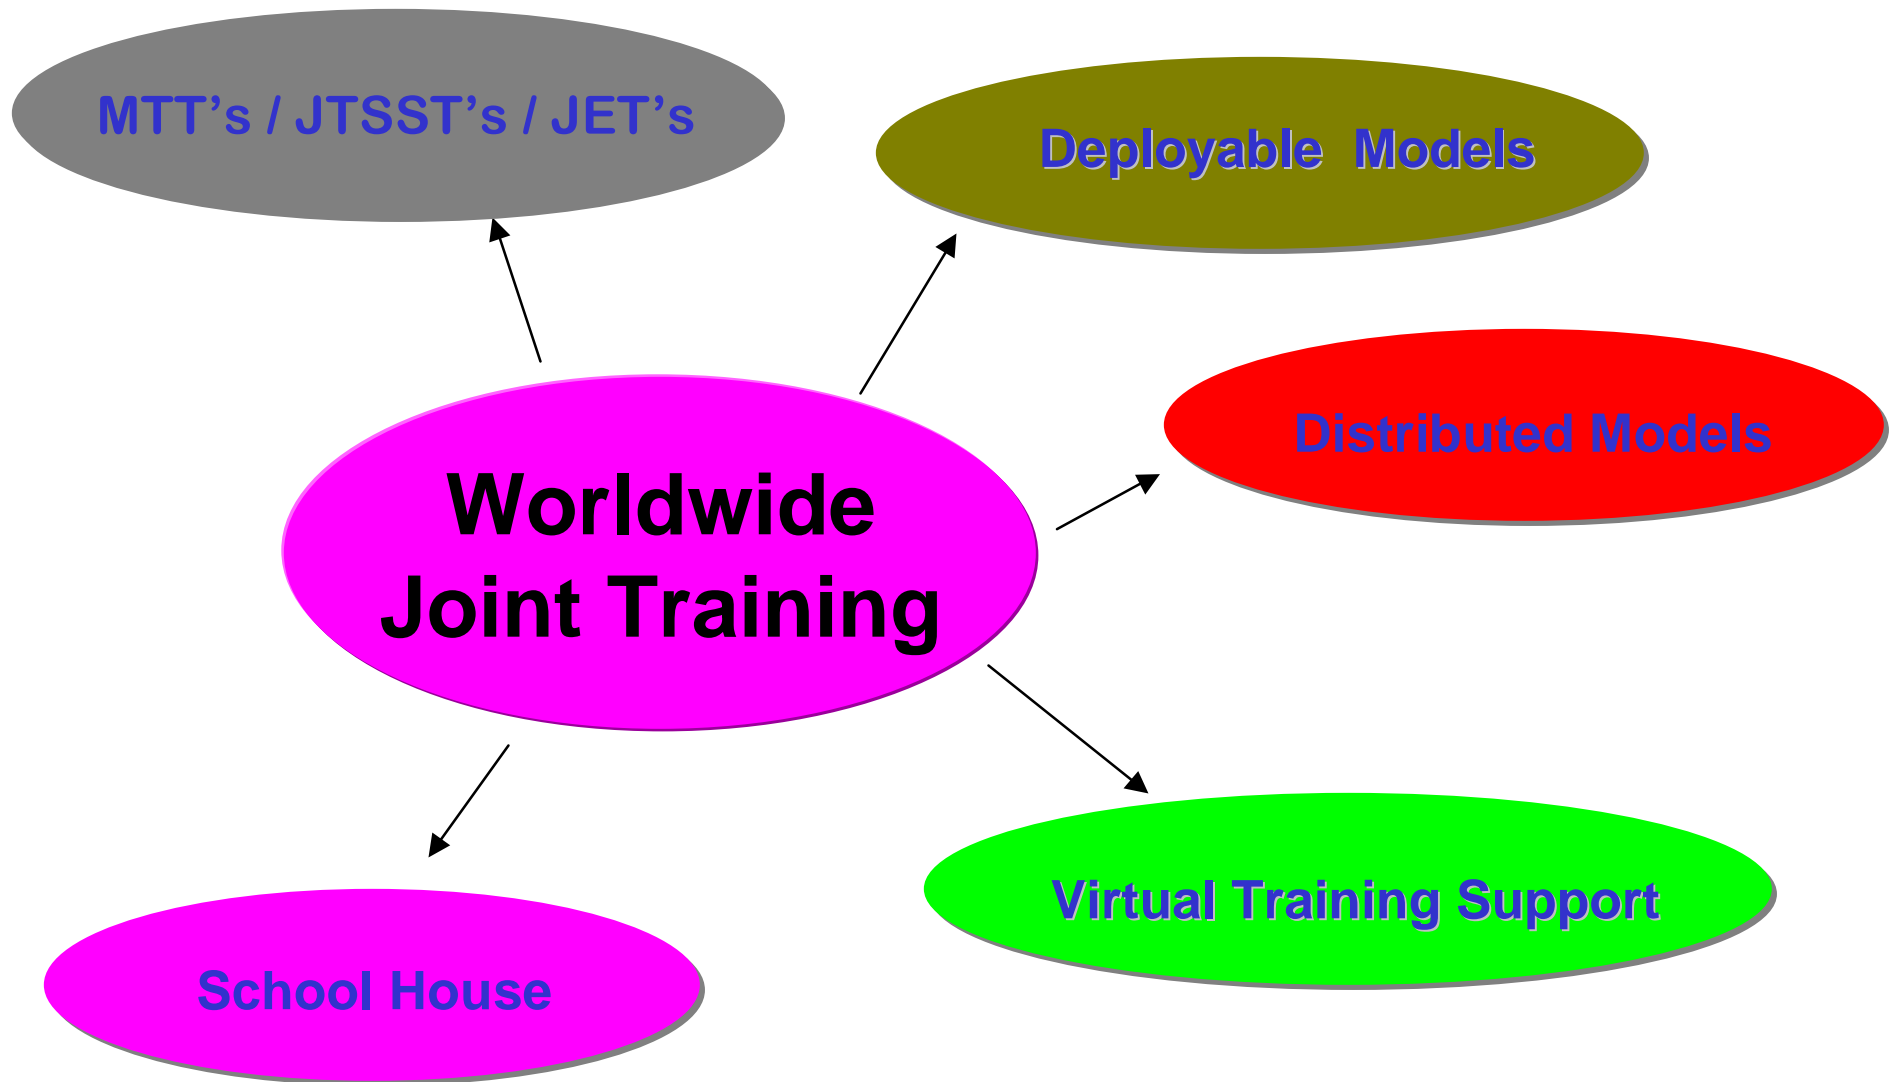 MTT’s / JTSST’s / JET’s
Deployable  Models
Distributed Models
Worldwide
Joint Training
Virtual Training Support
School House